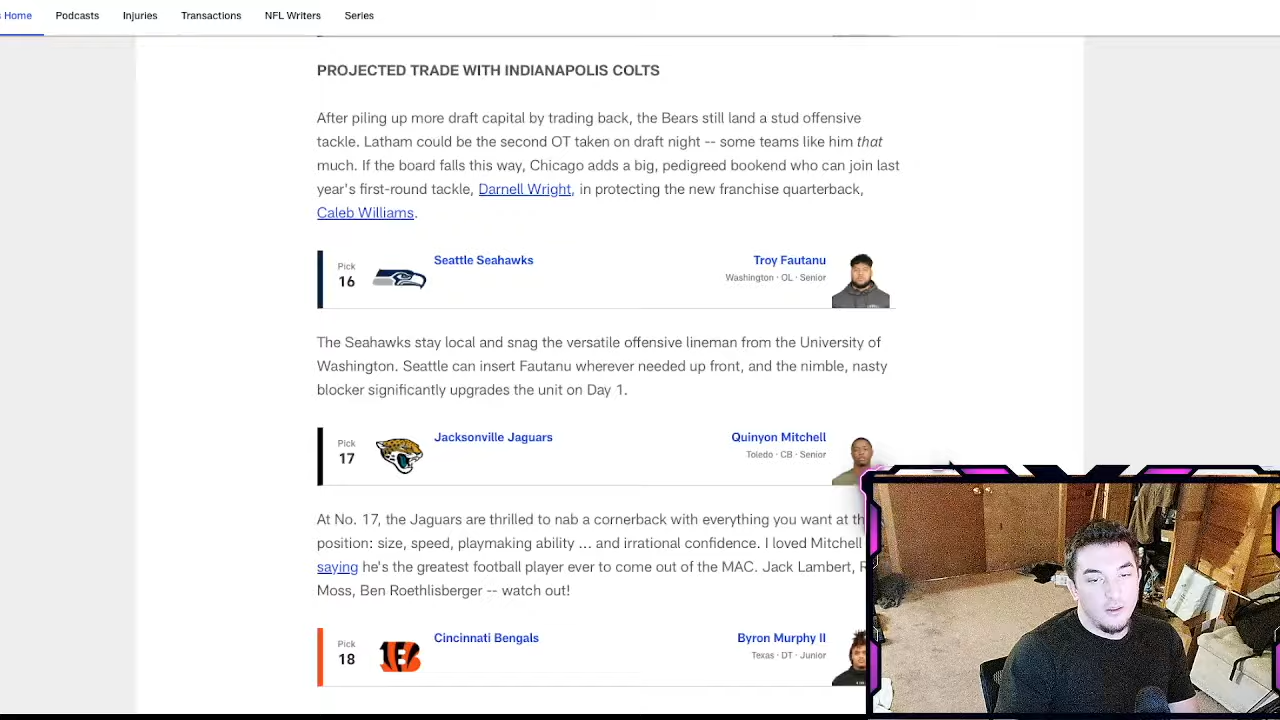 Home
Podcasts
Injuries
Transactions
NFL Writers
Series
PROJECTED TRADE WITH INDIANAPOLIS COLTS
After piling up more draft capital by trading back, the Bears still land a stud offensive
tackle. Latham could be the second OT taken on draft night -- some teams like him that
much. If the board falls this way, Chicago adds a big, pedigreed bookend who can join last
year's first-round tackle, Darnell Wright, in protecting the new franchise quarterback,
Caleb Williams.
Pick
16
Seattle Seahawks
Troy Fautanu
Washington · OL · Senior
The Seahawks stay local and snag the versatile offensive lineman from the University of
Washington. Seattle can insert Fautanu wherever needed up front, and the nimble, nasty
blocker significantly upgrades the unit on Day 1.
Pick
17
Jacksonville Jaguars
Quinyon Mitchell
Toledo · CB · Senior
At No. 17, the Jaguars are thrilled to nab a cornerback with everything you want at th
position: size, speed, playmaking ability ... and irrational confidence. I loved Mitchell
saying he's the greatest football player ever to come out of the MAC. Jack Lambert,
Moss, Ben Roethlisberger -- watch out!
Pick
18
Cincinnati Bengals
Byron Murphy II
Texas · DT · Junior